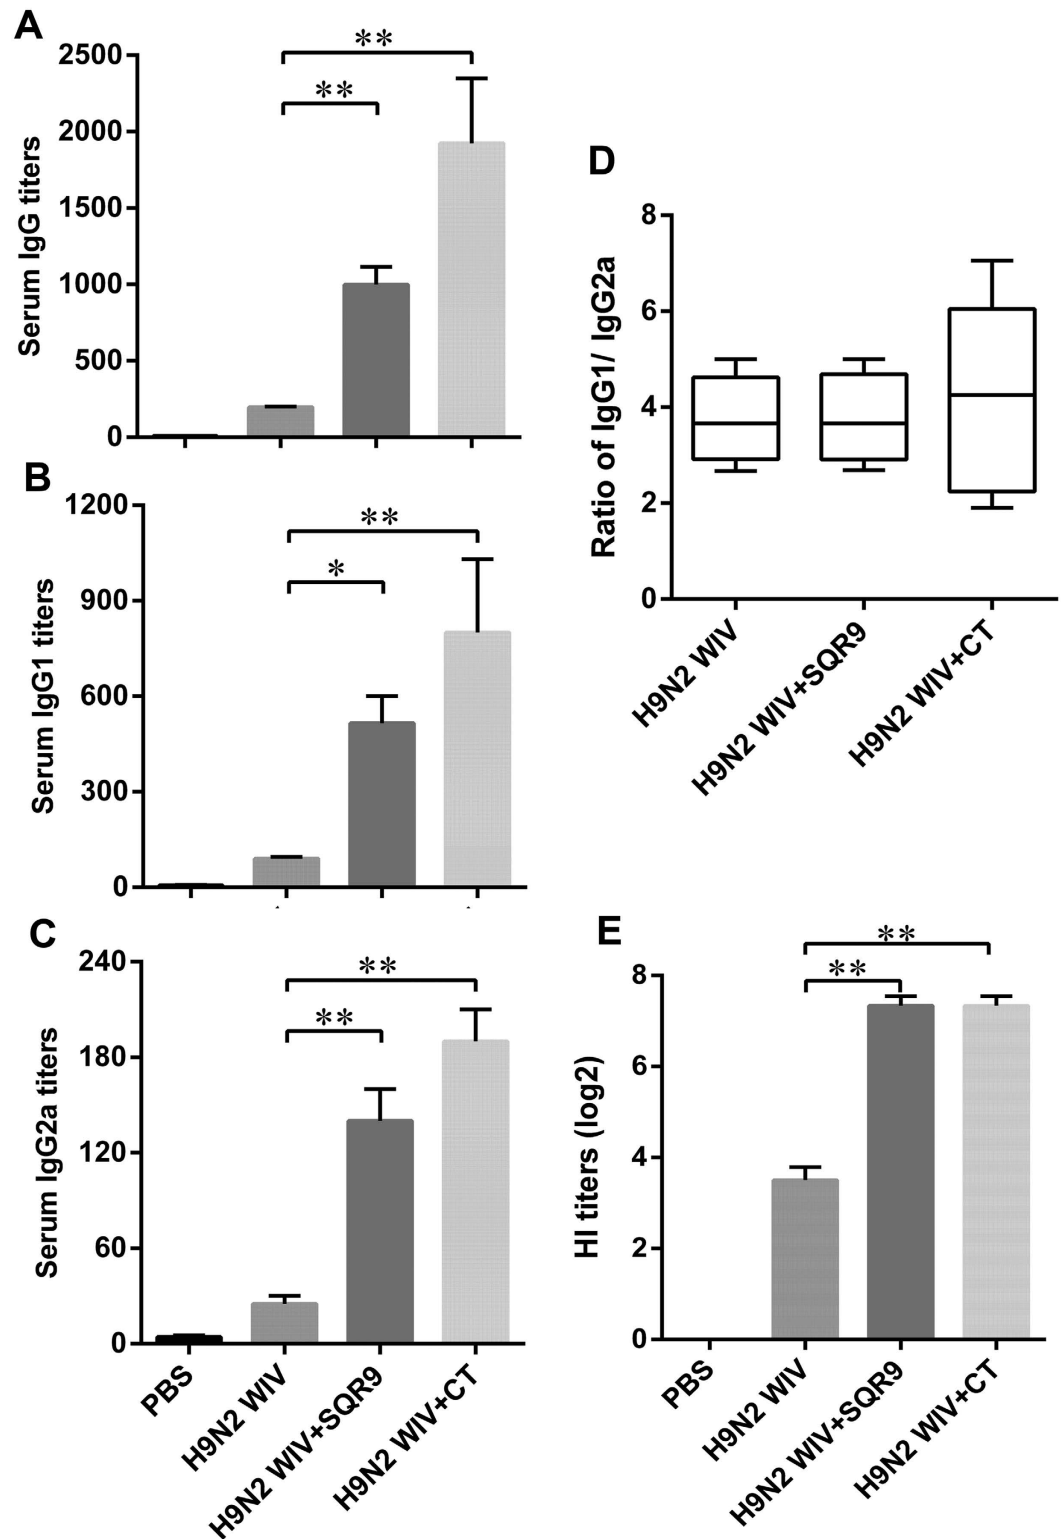 A
**
**
2500
2000
1500
1000
500
0
Serum IgG titers
B
**
*
1200
900
600
300
0
Serum IgG1 titers
C
**
**
240
180
120
60
0
Serum IgG2a titers
PBS
H9N2 WIV
H9N2 WIV+SQR9
H9N2 WIV+CT
D
8
6
4
2
0
Ratio of IgG1/ IgG2a
H9N2 WIV
H9N2 WIV+SQR9
H9N2 WIV+CT
E
**
**
8
6
4
2
0
HI titers (log2)
PBS
H9N2 WIV
H9N2 WIV+SQR9
H9N2 WIV+CT